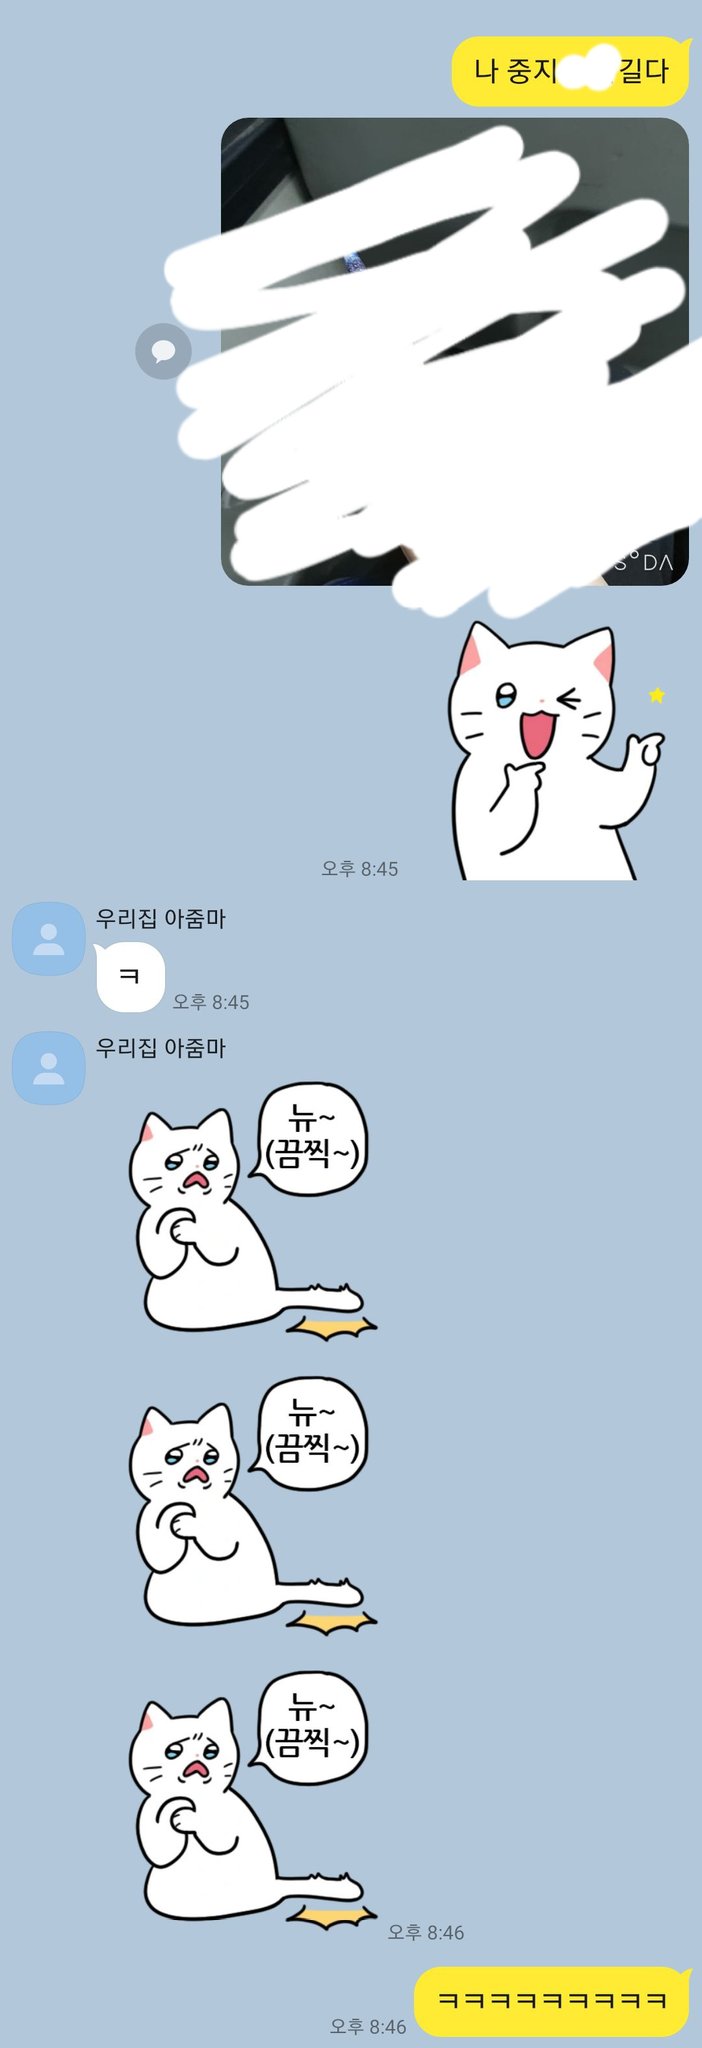 나 중지 길다
S°DA
오후 8:45
우리집 아줌마
ㅋ
오후 8:45
우리집 아줌마
뉴~
(끔찍~)
뉴~
(끔찍~)
뉴~
(끔찍~)
오후 8:46
ㅋㅋㅋㅋㅋㅋㅋㅋㅋ
오후 8:46